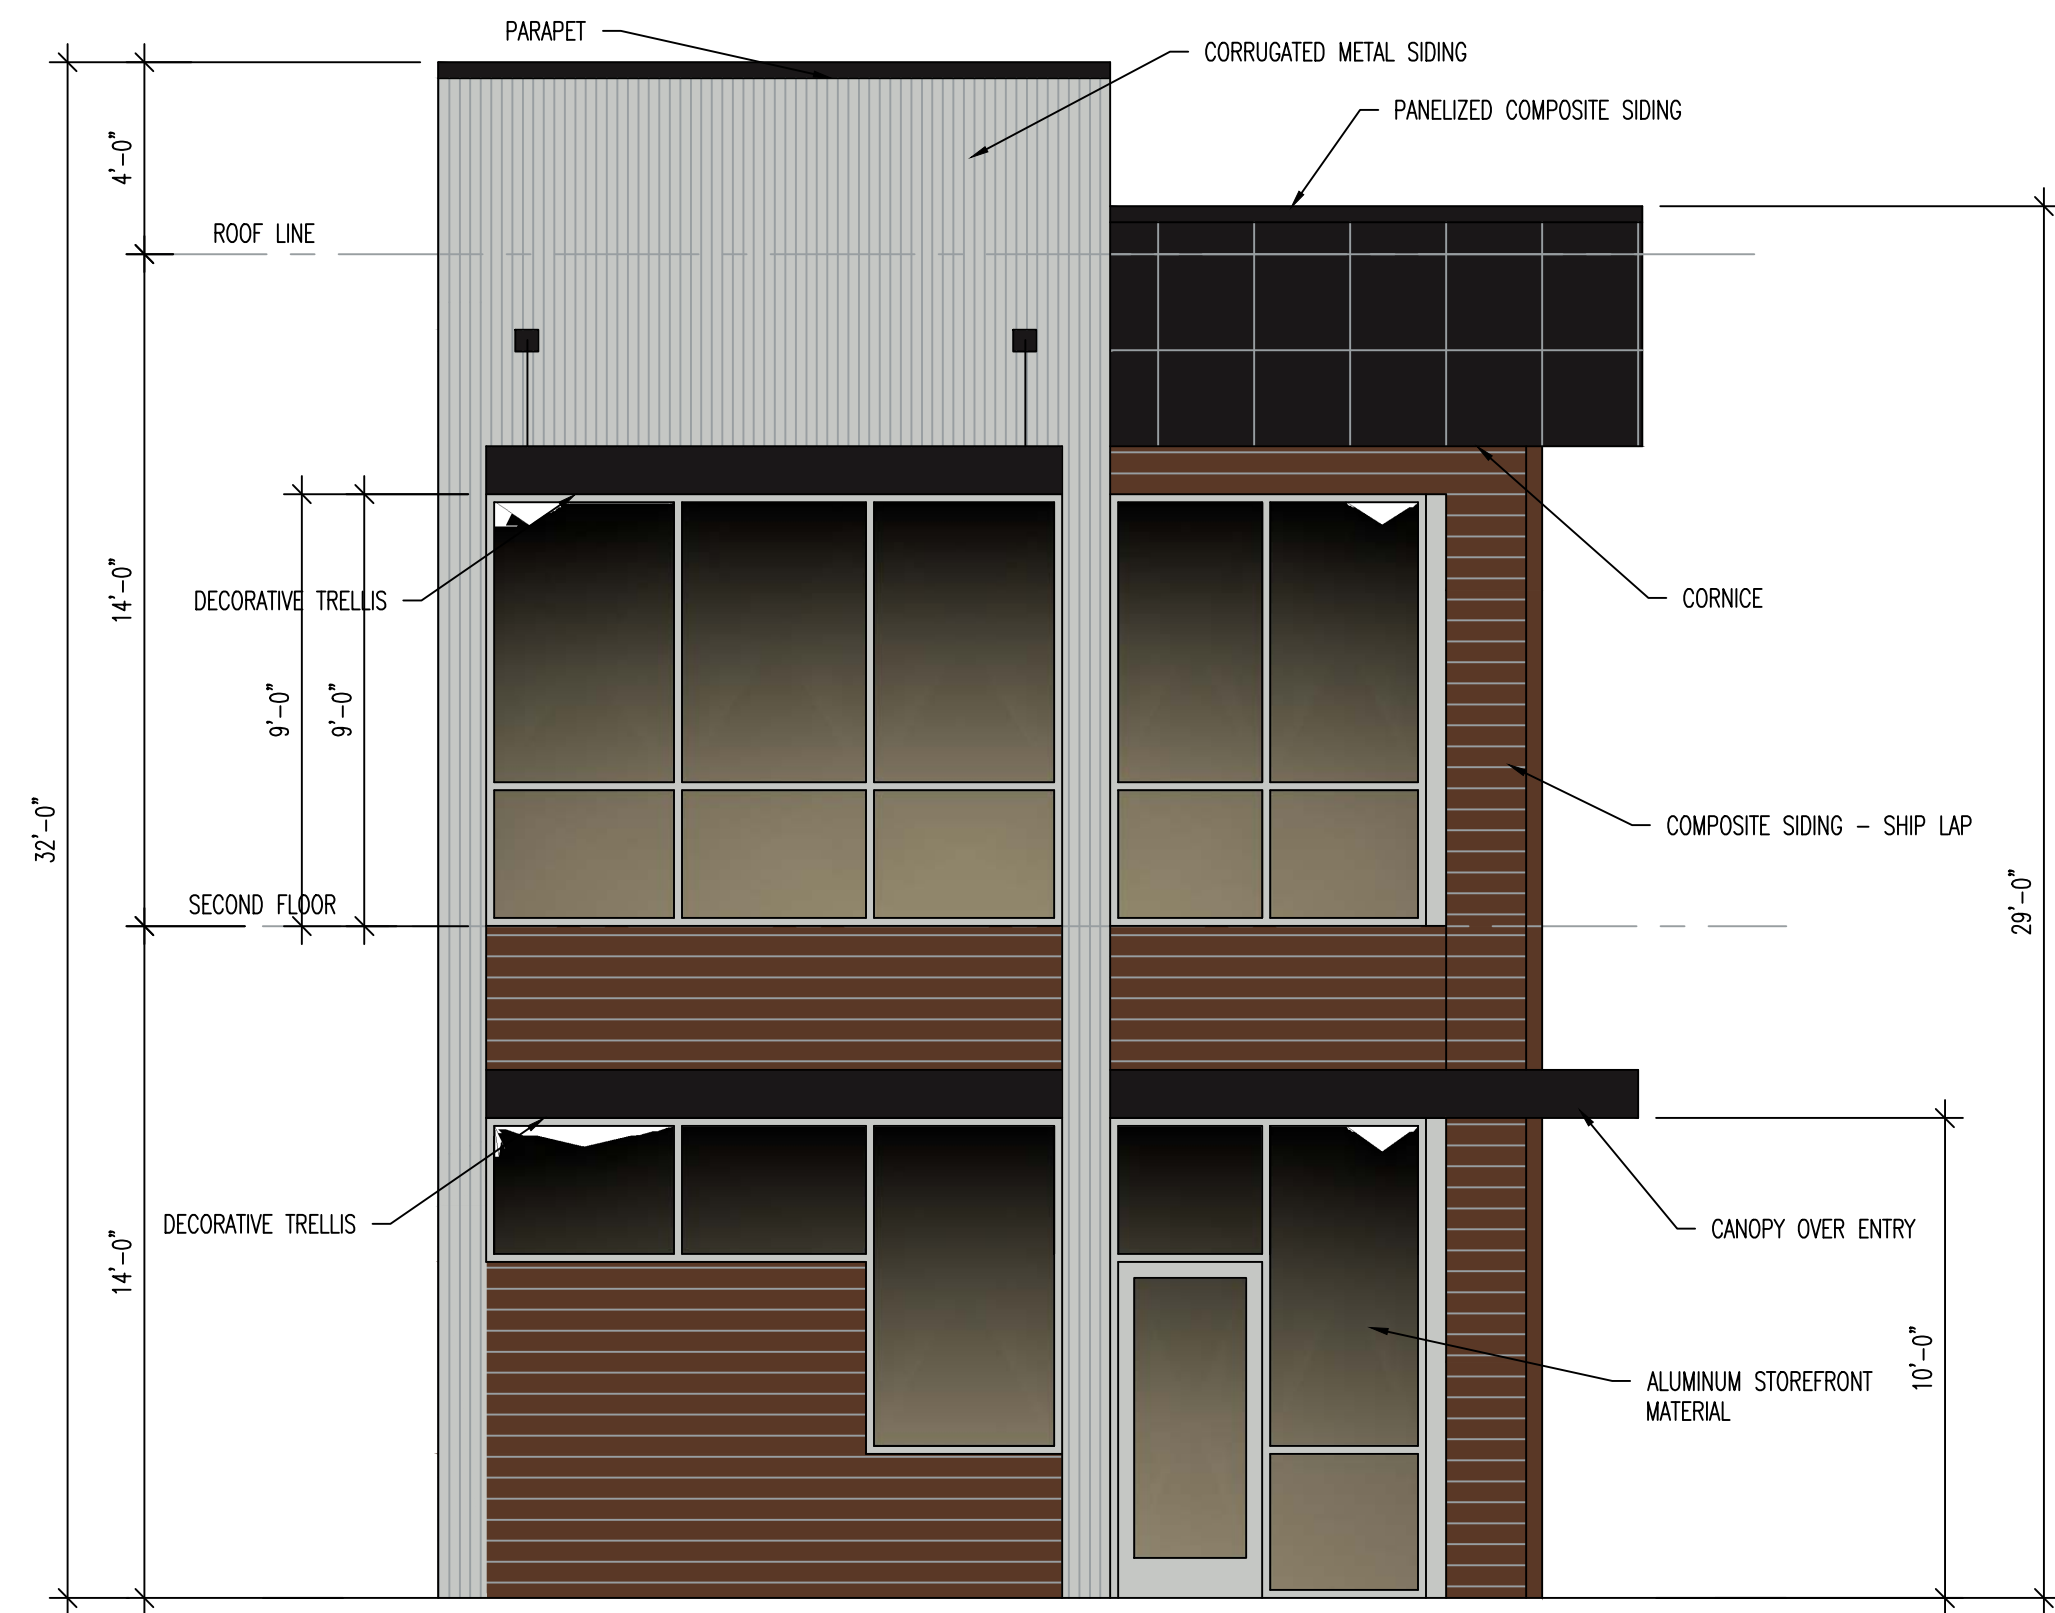 PARAPET
CORRUGATED METAL SIDING
PANELIZED COMPOSITE SIDING
4'-0"
ROOF LINE
14'-0"
DECORATIVE TRELLIS
CORNICE
9'-0"
9'-0"
32'-0"
COMPOSITE SIDING - SHIP LAP
SECOND FLOOR
29'-0"
DECORATIVE TRELLIS
CANOPY OVER ENTRY
14'-0"
10'-0"
ALUMINUM STOREFRONT
MATERIAL